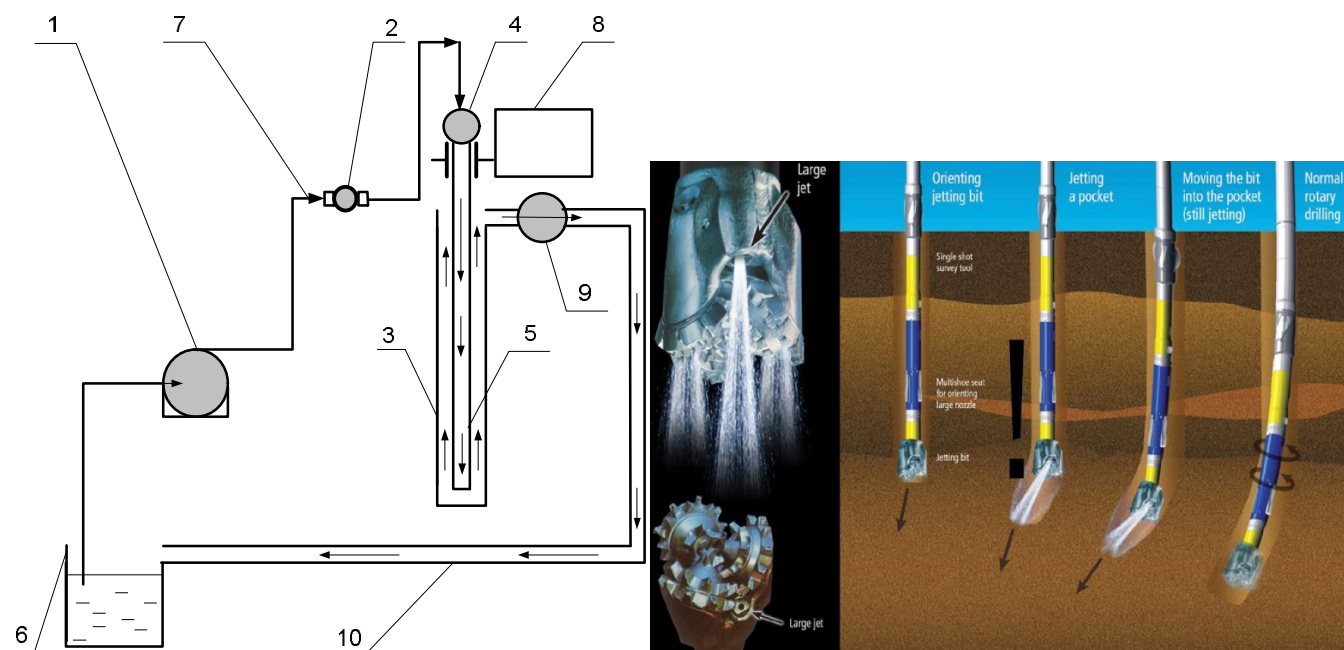 1
7
2
4
8
9
3
5
6
10
Large
jet
Large jet
Orienting
jetting bit
Jetting
a pocket
Moving the bit
into the pocket
(still jetting)
Normal
rotary
drilling
Single shot
survey tool
Multishoe seat
for orienting
large nozzle
Jetting bit